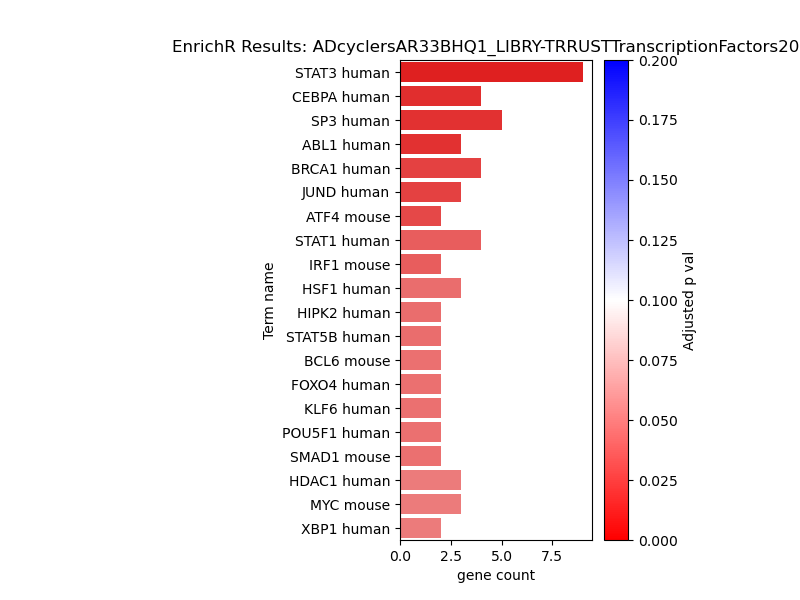 EnrichR Results: ADcyclersAR33BHQ1_LIBRY-TRRUSTTranscriptionFactors20
STAT3 human
CEBPA human
SP3 human
ABL1 human
BRCA1 human
JUND human
ATF4 mouse
STAT1 human
IRF1 mouse
HSF1 human
HIPK2 human
STAT5B human
BCL6 mouse
FOXO4 human
KLF6 human
POU5F1 human
SMAD1 mouse
HDAC1 human
MYC mouse
XBP1 human
Term name
0.0 2.5 5.0 7.5
gene count
0.200
0.175
0.150
0.125
0.100
0.075
0.050
0.025
0.000
Adjusted p val